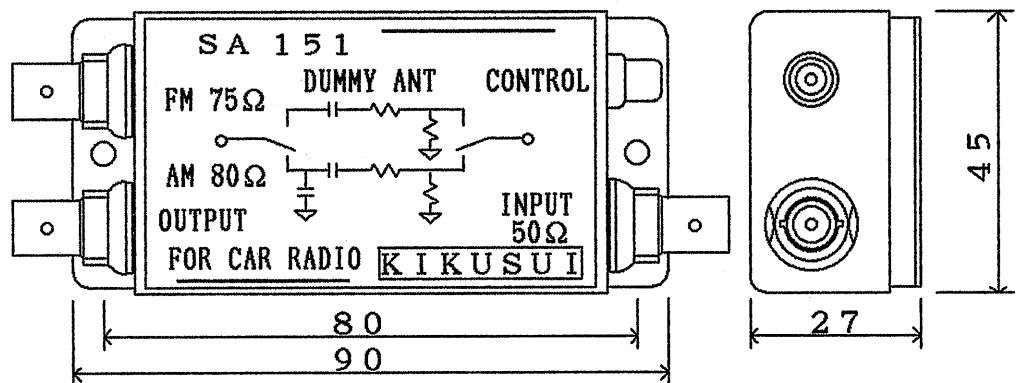 SA 151
DUMMY ANT CONTROL
FM 75Ω
AM 80Ω
OUTPUT
INPUT
50Ω
FOR CAR RADIO
KIKUSUI
80
90
27
45